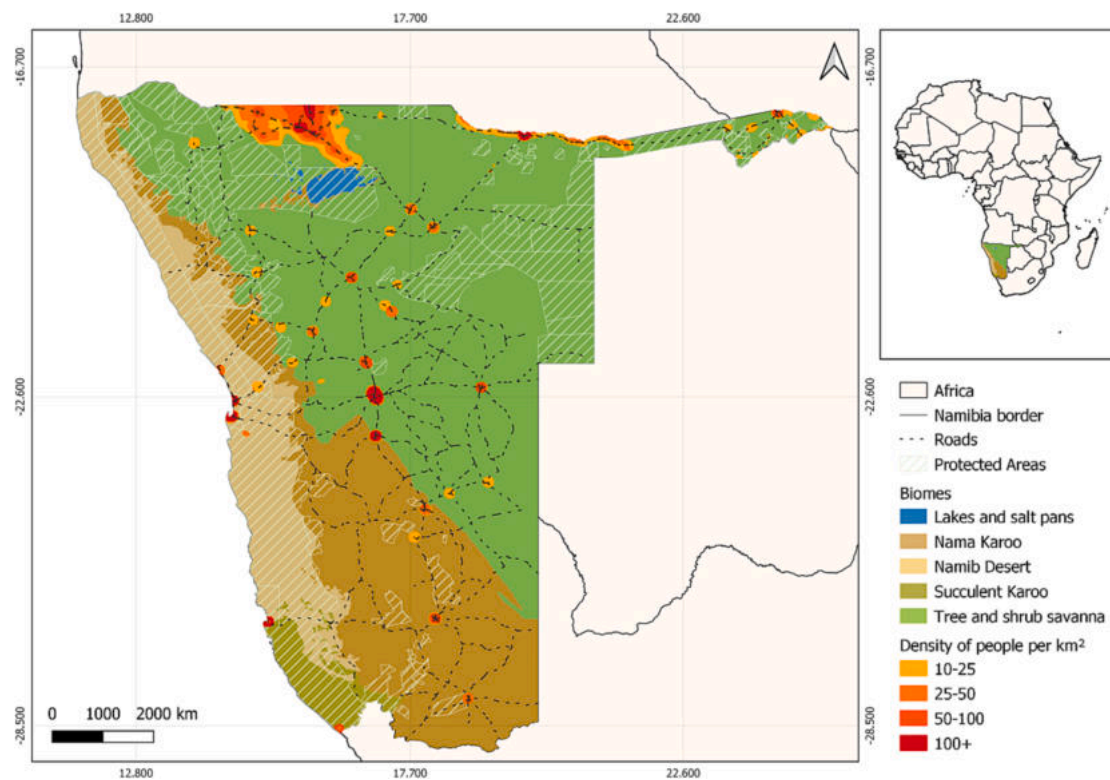 12.800 17.700 22.600
-16.700 -16.700
-22.600 -22.600
-28.500 -28.500
0 1000 2000 km
12.800 17.700 22.600
Africa
Namibia border
Roads
Protected Areas
Biomes
Lakes and salt pans
Nama Karoo
Namib Desert
Succulent Karoo
Tree and shrub savanna
Density of people per km²
10-25
25-50
50-100
100+